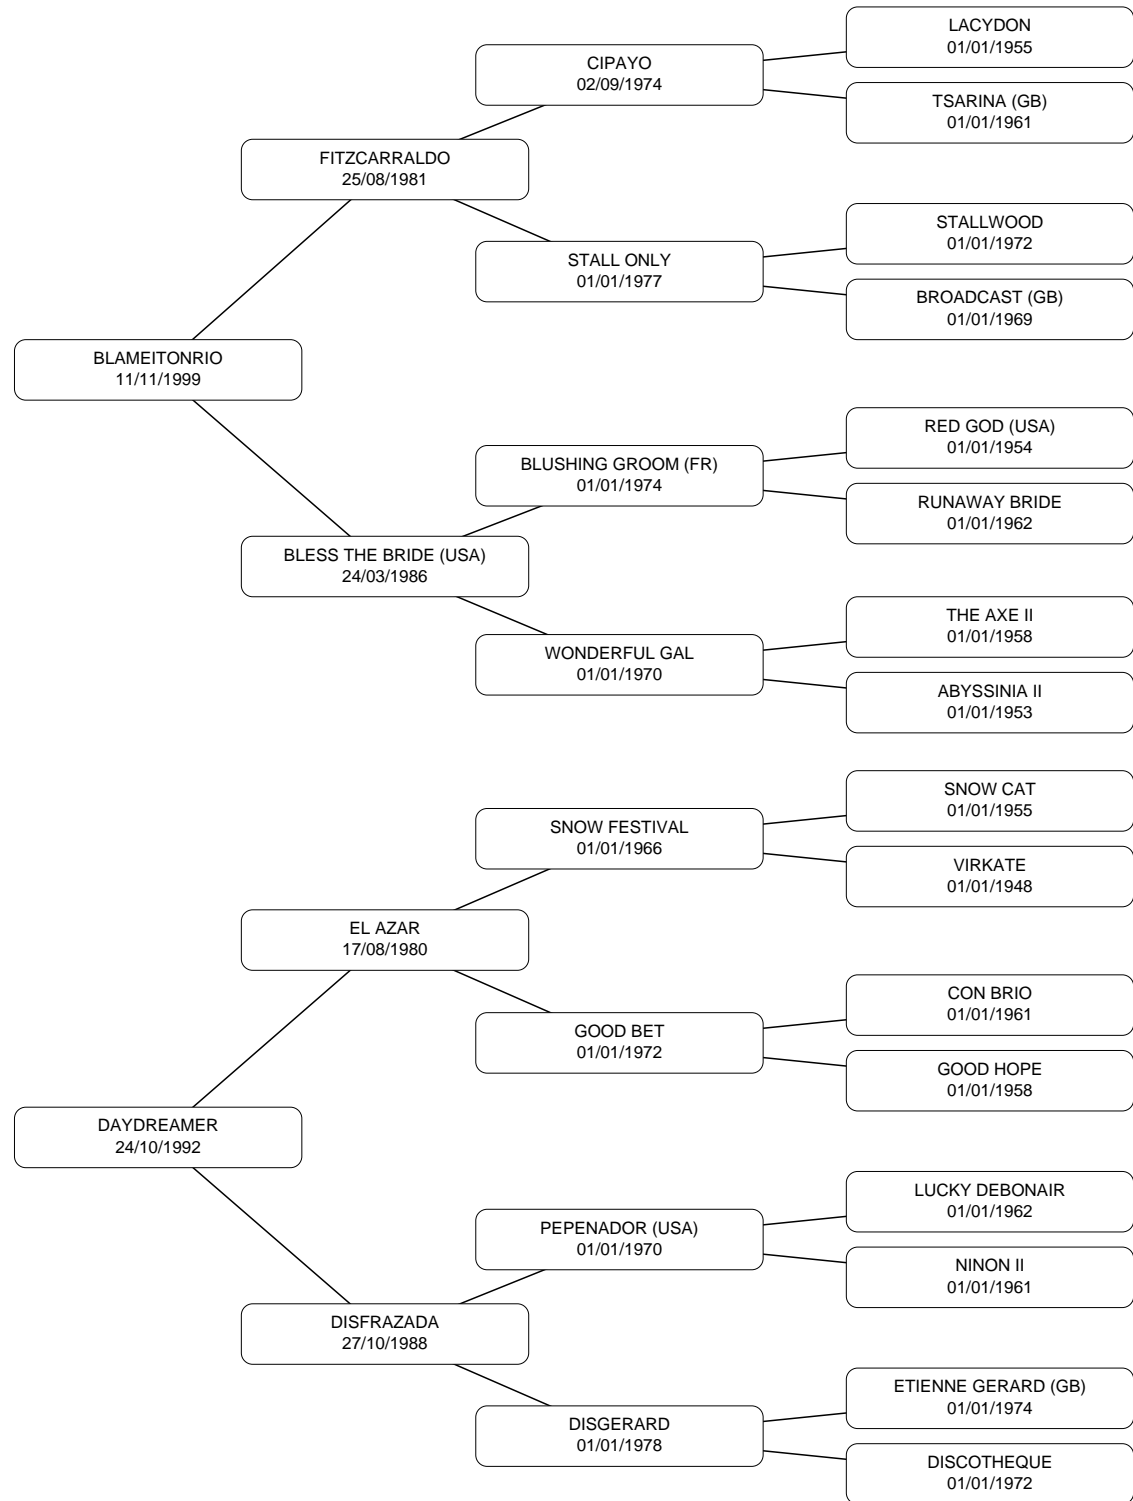 LACYDON
01/01/1955
CIPAYO
02/09/1974
TSARINA (GB)
01/01/1961
FITZCARRALDO
25/08/1981
STALLWOOD
01/01/1972
STALL ONLY
01/01/1977
BROADCAST (GB)
01/01/1969
BLAMEITONRIO
11/11/1999
RED GOD (USA)
01/01/1954
BLUSHING GROOM (FR)
01/01/1974
RUNAWAY BRIDE
01/01/1962
BLESS THE BRIDE (USA)
24/03/1986
THE AXE II
01/01/1958
WONDERFUL GAL
01/01/1970
ABYSSINIA II
01/01/1953
SNOW CAT
01/01/1955
SNOW FESTIVAL
01/01/1966
VIRKATE
01/01/1948
EL AZAR
17/08/1980
CON BRIO
01/01/1961
GOOD BET
01/01/1972
GOOD HOPE
01/01/1958
DAYDREAMER
24/10/1992
LUCKY DEBONAIR
01/01/1962
PEPENADOR (USA)
01/01/1970
NINON II
01/01/1961
DISFRAZADA
27/10/1988
ETIENNE GERARD (GB)
01/01/1974
DISGERARD
01/01/1978
DISCOTHEQUE
01/01/1972